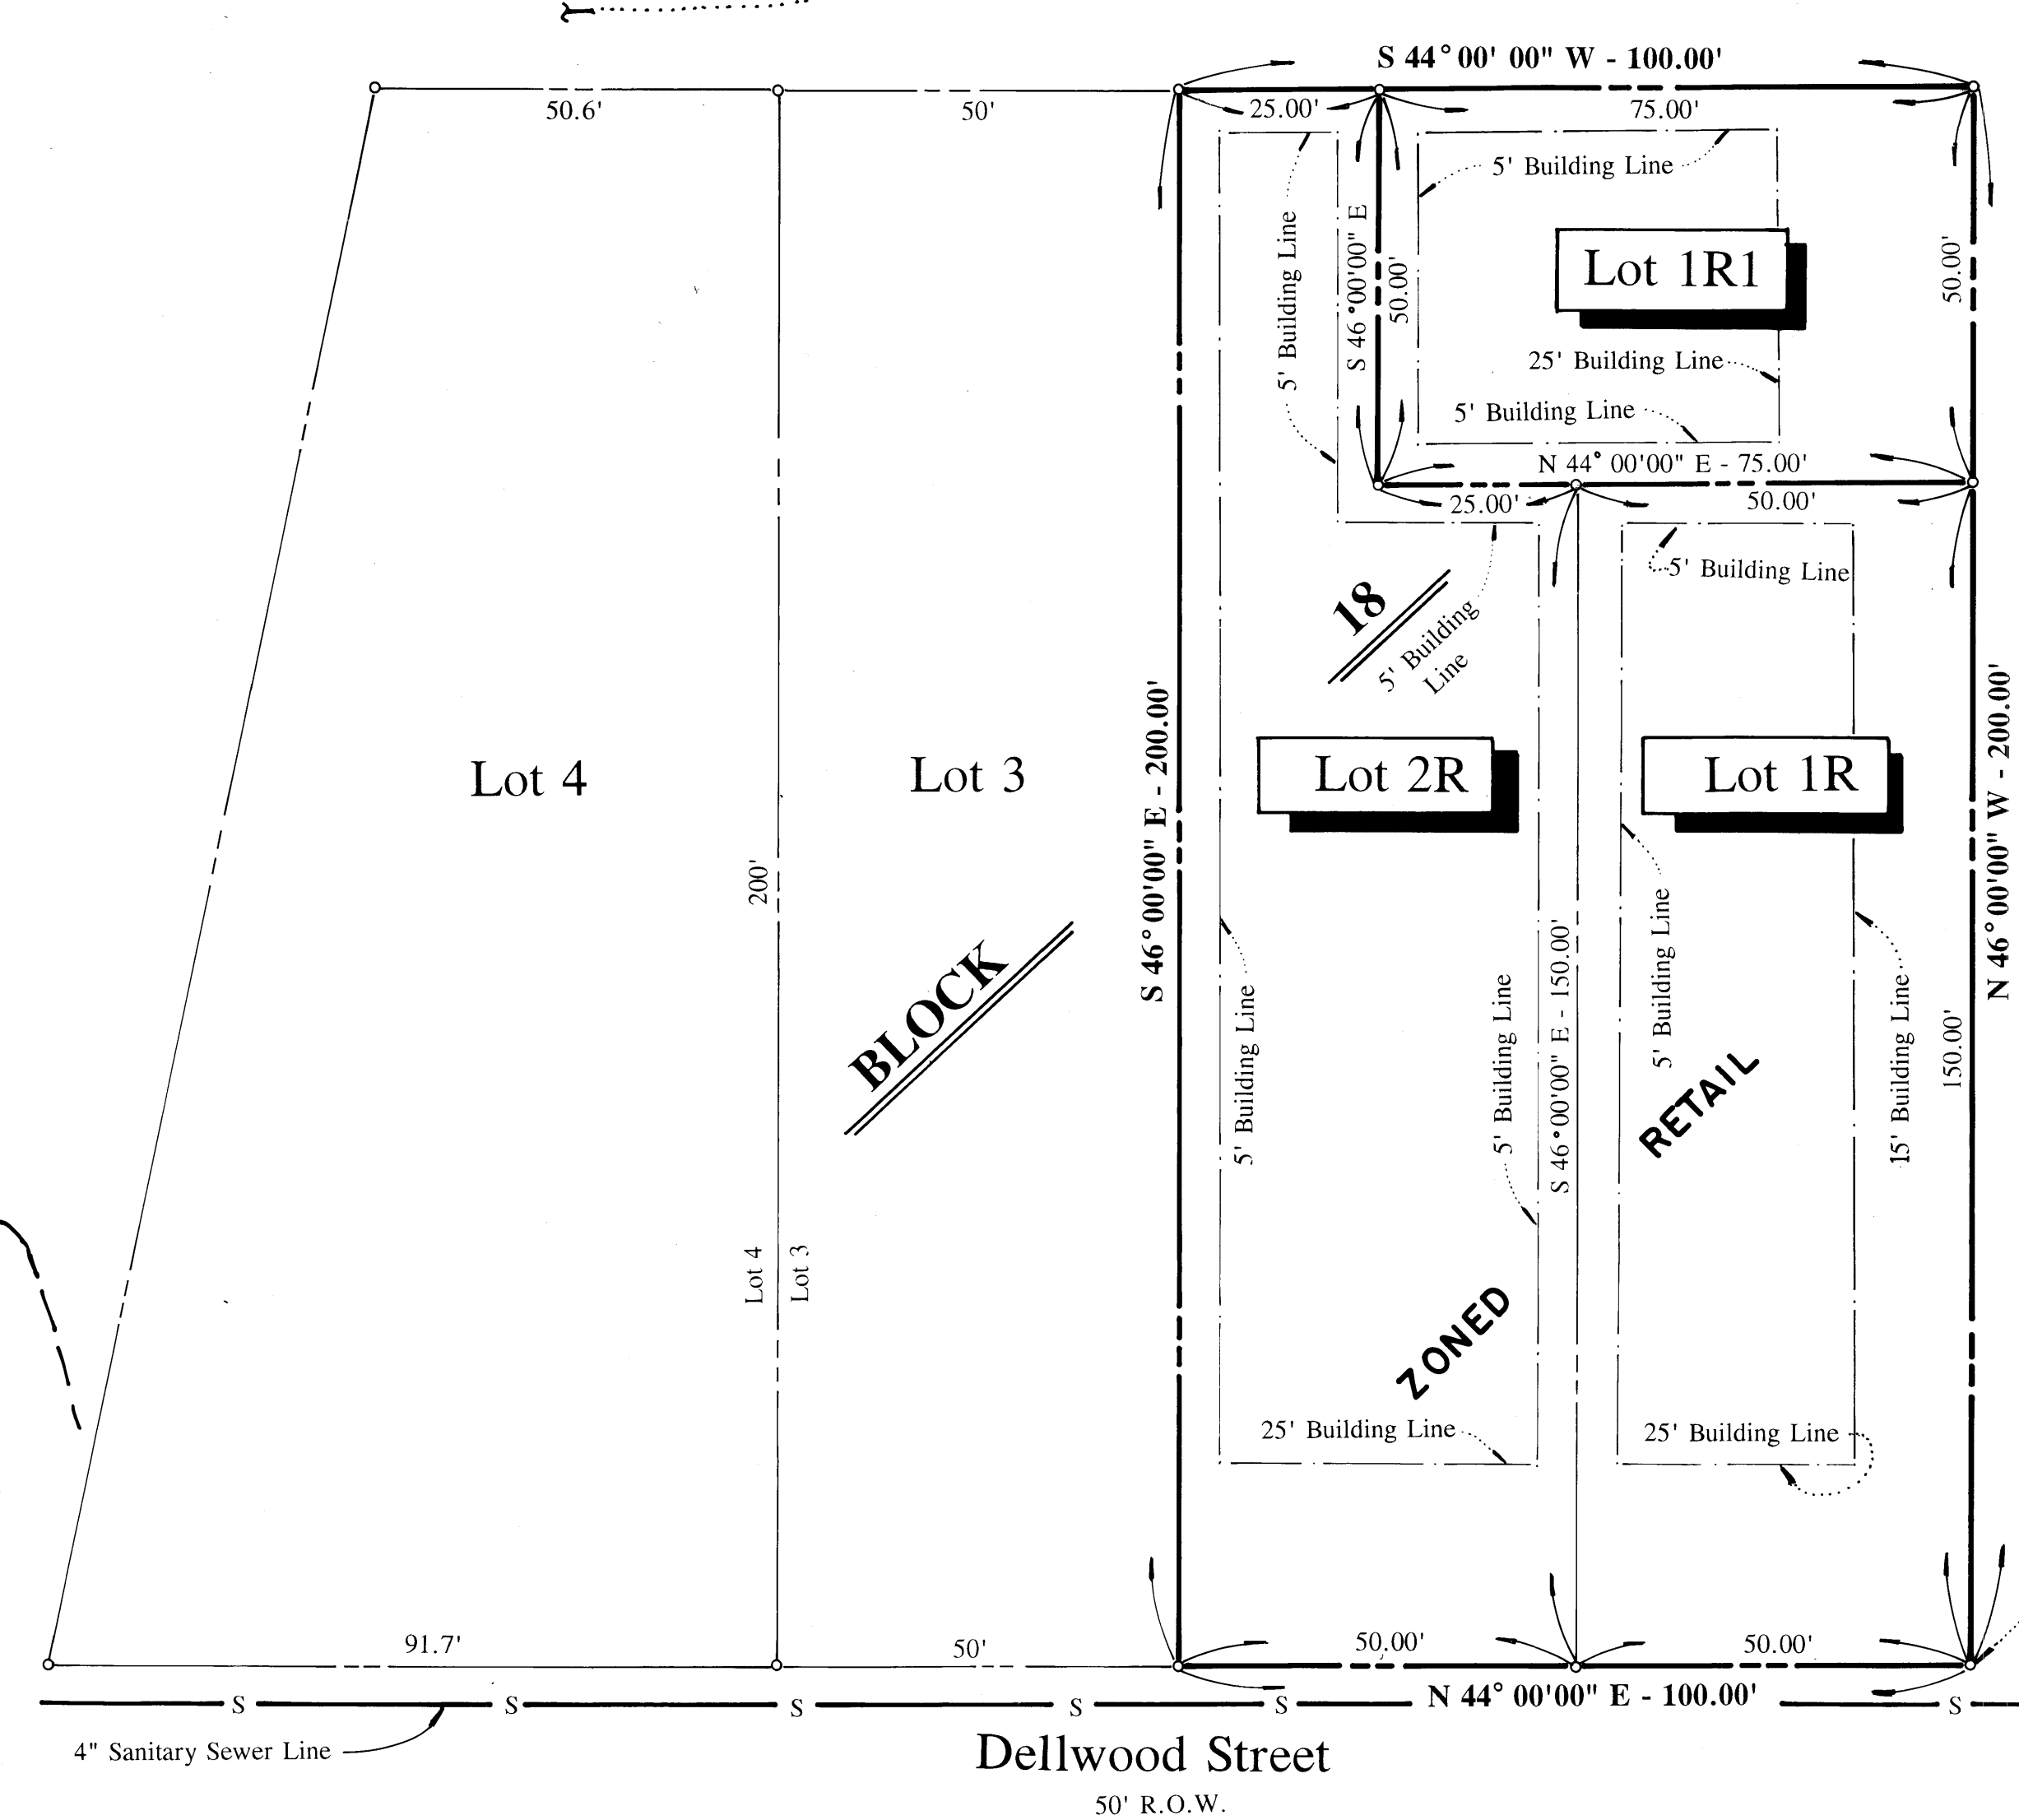 S 44° 00' 00" W - 100.00'
50.6'
50'
25.00'
75.00'
5' Building Line
5' Building Line
S 46°00'00" E
50.00'
Lot 1R1
50.00'
25' Building Line
5' Building Line
N 44° 00'00" E - 75.00'
25.00'
50.00'
5' Building Line
18
5' Building
Line
Lot 4
Lot 3
Lot 2R
Lot 1R
S 46°00'00" E - 200.00'
N 46°00'00" W - 200.00'
200'
BLOCK
5' Building Line
5' Building Line
S 46°00'00" E - 150.00'
5' Building Line
15' Building Line
150.00'
RETAIL
Lot 4
Lot 3
ZONED
25' Building Line
25' Building Line
91.7'
50'
50.00'
50.00'
S
S
S
S
S
N 44° 00'00" E - 100.00'
S
4" Sanitary Sewer Line
Dellwood Street
50' R.O.W.